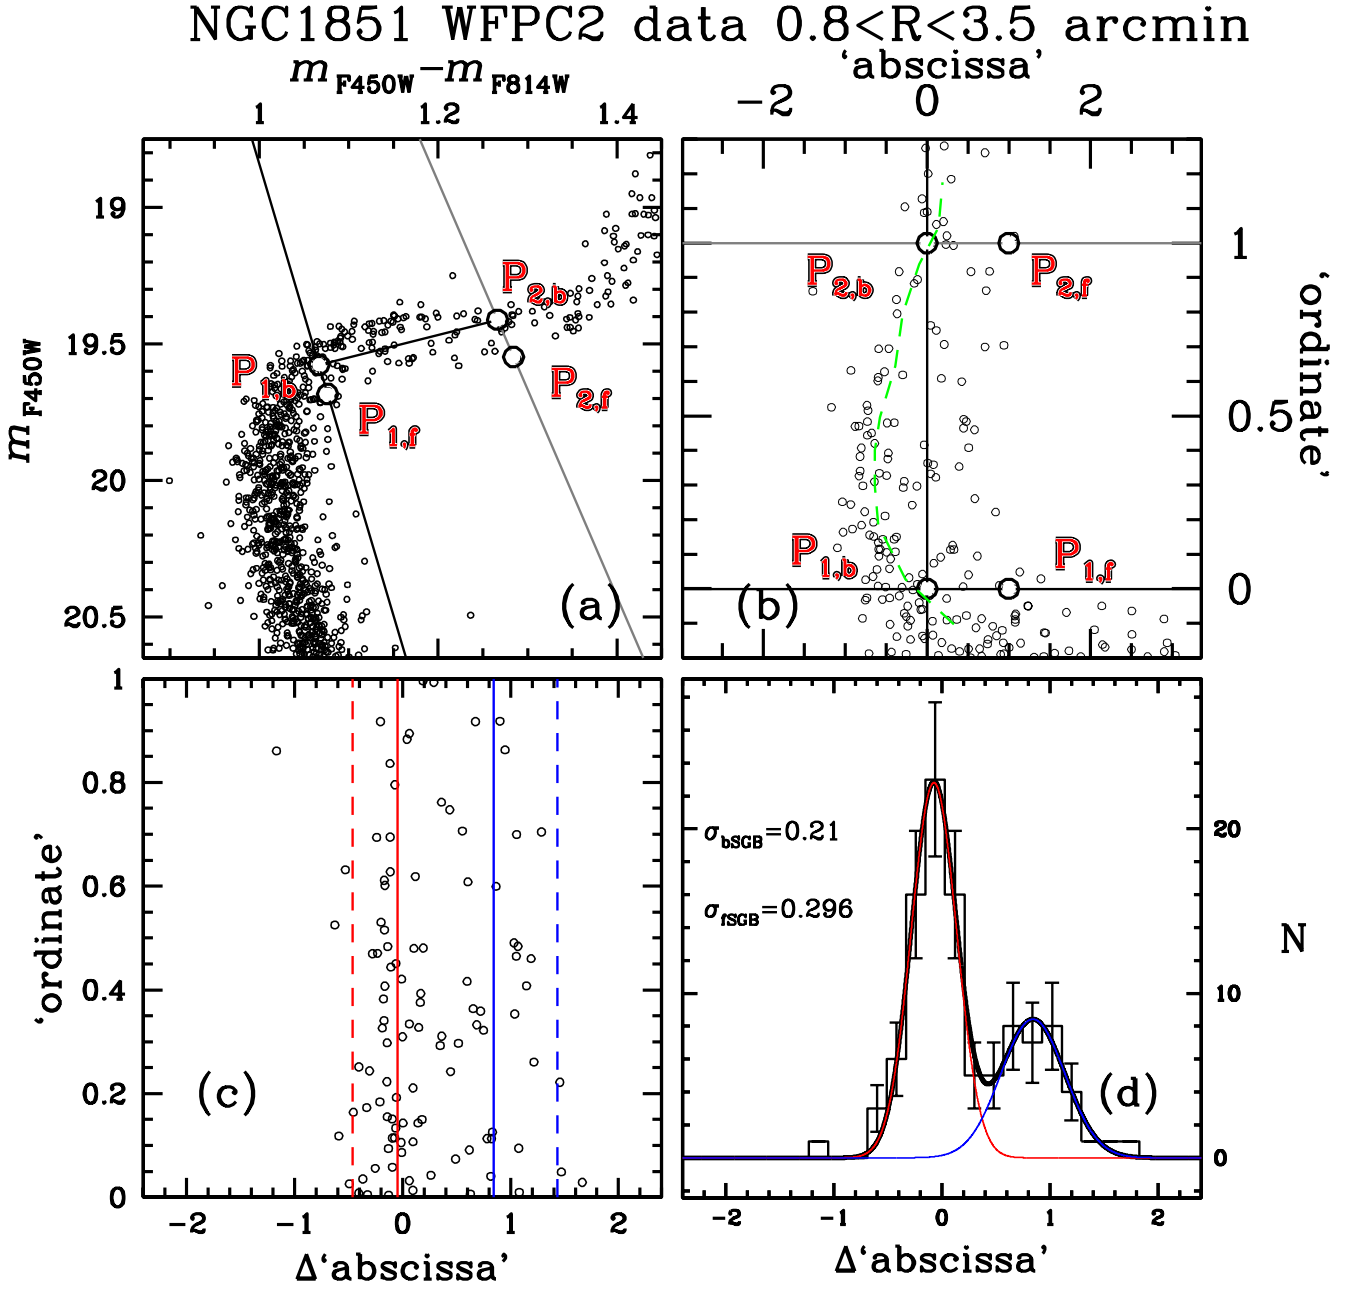 NGC1851 WFPC2 data 0.8<R<3.5 arcmin
m F450W−m F814W
'abscissa'
1 1.2 1.4
−2 0 2
19
19.5
20
20.5
m F450W
P2,b
P1,b
P2,f
P1,f
(a)
P2,b
P2,f
P1,b
P1,f
(b)
1
0.5
0
'ordinate'
1
0.8
0.6
0.4
0.2
0
'ordinate'
(c)
−2 −1 0 1 2
Δ'abscissa'
σbSGB=0.21
σfSGB=0.296
(d)
20
10
0
N
−2 −1 0 1 2
Δ'abscissa'